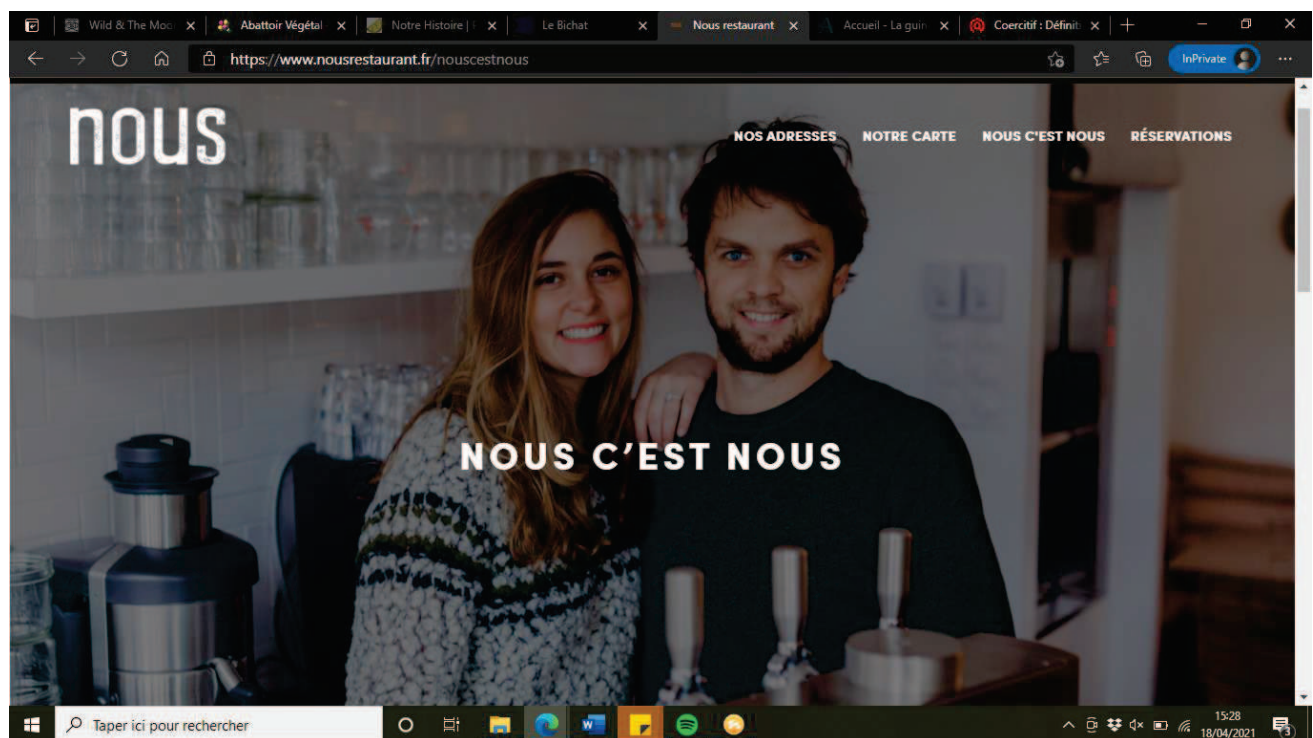 Wild & The Moo
Abattoir Végétal
Notre Histoire |
Le Bichat
Nous restaurant
Accueil - La guin
Coercitif : Définiti
https://www.nousrestaurant.fr/nouscestnous
InPrivate
nous
NOS ADRESSES
NOTRE CARTE
NOUS C'EST NOUS
RÉSERVATIONS
NOUS C'EST NOUS
Taper ici pour rechercher
15:28
18/04/2021